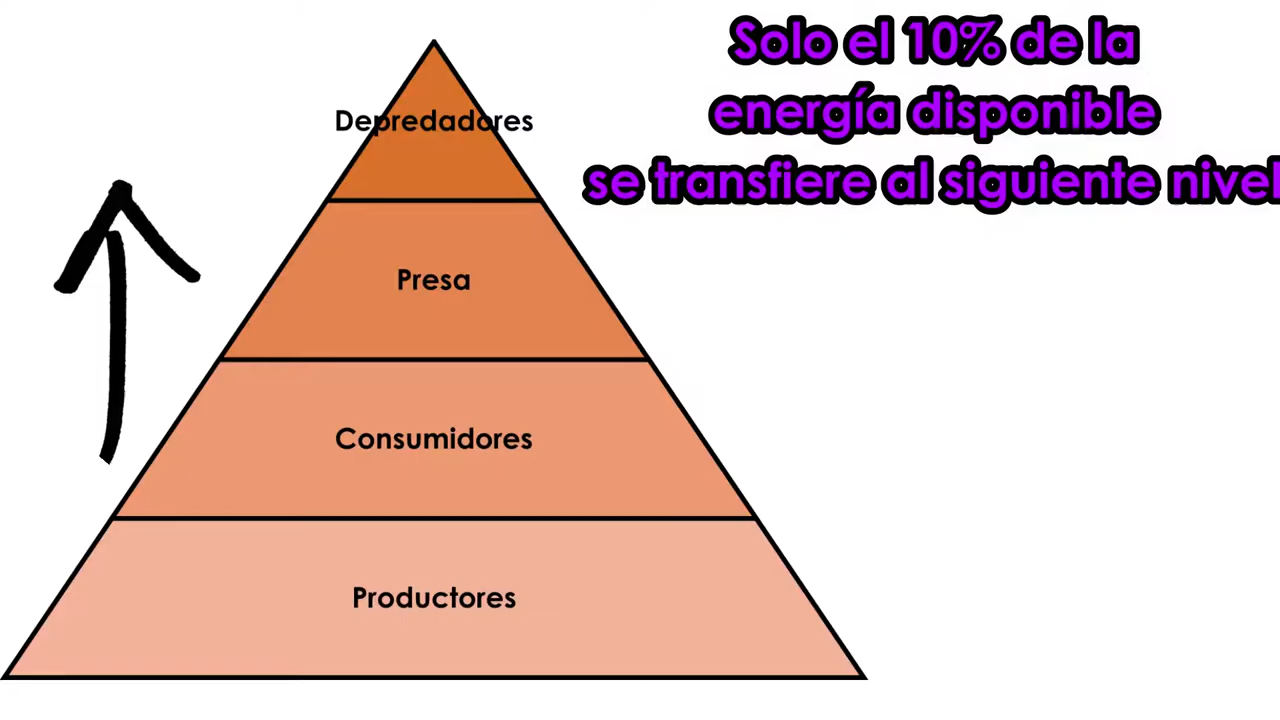 Solo el 10% de la
energía disponible
se transfiere al siguiente nivel
Depredadores
Presa
Consumidores
Productores